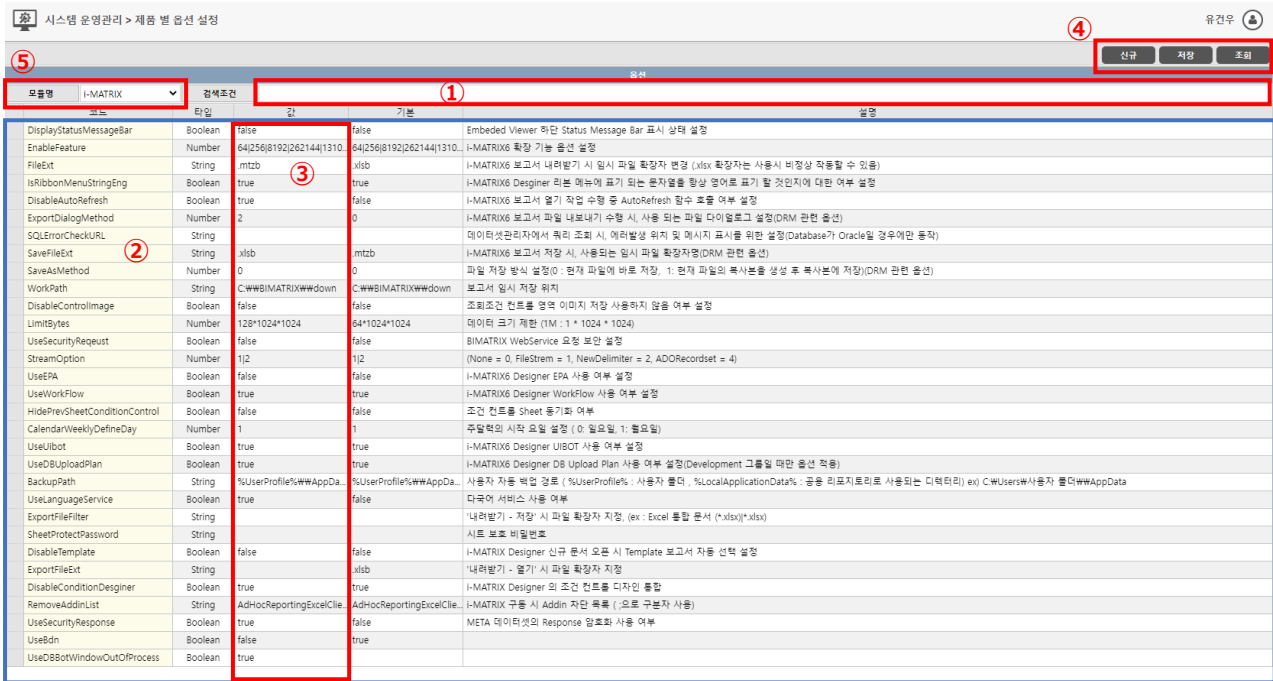 시스템 운영관리 > 제품 별 옵션 설정 유건우
④
신규 저장 조회
⑤
옵션
모듈명 i-MATRIX 검색조건 ①
코드 타입 값 기본 설명
DisplayStatusMessageBar Boolean false false Embeded Viewer 하단 Status Message Bar 표시 상태 설정
EnableFeature Number 64|256|8192|262144|1310... 64|256|8192|262144|1310... i-MATRIX6 확장 기능 옵션 설정
FileExt String .mtzb .xlsb i-MATRIX6 보고서 내려받기 시 임시 파일 확장자 변경 (.xlsx 확장자는 사용시 비정상 작동할 수 있음)
③
IsRibbonMenuStringEng Boolean true true i-MATRIX6 Desginer 리본 메뉴에 표기 되는 문자열을 항상 영어로 표기 할 것인지에 대한 여부 설정
DisableAutoRefresh Boolean true false i-MATRIX6 보고서 열기 작업 수행 중 AutoRefresh 함수 호출 여부 설정
ExportDialogMethod Number 2 0 i-MATRIX6 보고서 파일 내보내기 수행 시, 사용 되는 파일 다이얼로그 설정(DRM 관련 옵션)
SQLErrorCheckURL String 데이터셋관리자에서 쿼리 조회 시, 에러발생 위치 및 메시지 표시를 위한 설정(Database가 Oracle일 경우에만 동작)
②
SaveFileExt String .xlsb .mtzb i-MATRIX6 보고서 저장 시, 사용되는 임시 파일 확장자명(DRM 관련 옵션)
SaveAsMethod Number 0 0 파일 저장 방식 설정(0 : 현재 파일에 바로 저장, 1: 현재 파일의 복사본을 생성 후 복사본에 저장)(DRM 관련 옵션)
WorkPath String C:₩₩BIMATRIX₩₩down C:₩₩BIMATRIX₩₩down 보고서 임시 저장 위치
DisableControlImage Boolean false false 조회조건 컨트롤 영역 이미지 저장 사용하지 않음 여부 설정
LimitBytes Number 128*1024*1024 64*1024*1024 데이터 크기 제한 (1M : 1 * 1024 * 1024)
UseSecurityReqeust Boolean false false BIMATRIX WebService 요청 보안 설정
StreamOption Number 1|2 1|2 (None = 0, FileStrem = 1, NewDelimiter = 2, ADORecordset = 4)
UseEPA Boolean false false i-MATRIX6 Designer EPA 사용 여부 설정
UseWorkFlow Boolean true true i-MATRIX6 Designer WorkFlow 사용 여부 설정
HidePrevSheetConditionControl Boolean false false 조건 컨트롤 Sheet 동기화 여부
CalendarWeeklyDefineDay Number 1 1 주달력의 시작 요일 설정 ( 0: 일요일, 1: 월요일)
UseUibot Boolean true true i-MATRIX6 Designer UIBOT 사용 여부 설정
UseDBUploadPlan Boolean true true i-MATRIX6 Designer DB Upload Plan 사용 여부 설정(Development 그룹일 때만 옵션 적용)
BackupPath String %UserProfile%₩₩AppDa... %UserProfile%₩₩AppDa... 사용자 자동 백업 경로 ( %UserProfile% : 사용자 폴더 , %LocalApplicationData% : 공용 리포지토리로 사용되는 디렉터리) ex) C:₩Users₩사용자 폴더₩₩AppData
UseLanguageService Boolean true false 다국어 서비스 사용 여부
ExportFileFilter String '내려받기 - 저장' 시 파일 확장자 지정, (ex : Excel 통합 문서 (*.xlsx)|*.xlsx)
SheetProtectPassword String 시트 보호 비밀번호
DisableTemplate Boolean false false i-MATRIX Designer 신규 문서 오픈 시 Template 보고서 자동 선택 설정
ExportFileExt String .xlsb '내려받기 - 열기' 시 파일 확장자 지정
DisableConditionDesginer Boolean true true i-MATRIX Designer 의 조건 컨트롤 디자인 통합
RemoveAddinList String AdHocReportingExcelClie... AdHocReportingExcelClie... i-MATRIX 구동 시 Addin 차단 목록 ( ;으로 구분자 사용)
UseSecurityResponse Boolean true false META 데이터셋의 Response 암호화 사용 여부
UseBdn Boolean false true
UseDBBotWindowOutOfProcess Boolean true